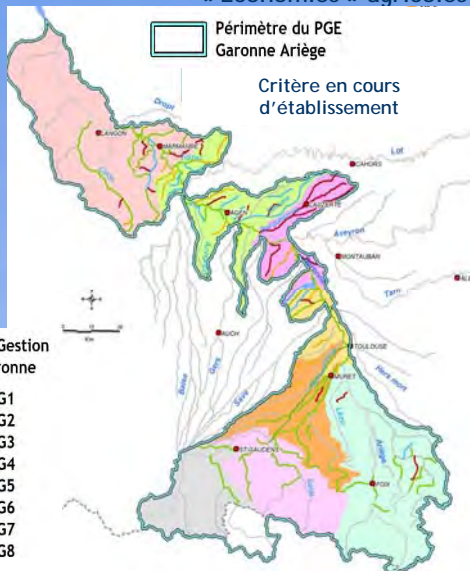 « Economies » agricoles
Périmètre du PGE
Garonne Ariège
Critère en cours
d'établissement
Dropt
LANGON
MARMANDE
Lot
CAHORS
AGEN
LAUZERTE
Aveyron
MONTAUBAN
Tarn
AUCH
TOULOUSE
Baïse
Gers
Save
Hers mort
MURET
Lèze
Ariège
ST-GAUDENS
Salat
FOIX
Km
Gestion
ronne
G1
G2
G3
G4
G5
G6
G7
G8